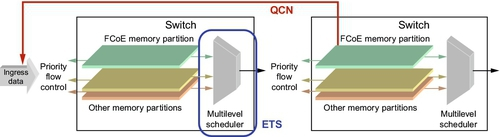 QCN
Switch
FCoE memory partition
Ingress
data
Priority
flow
control
Other memory partitions
Multilevel
scheduler
ETS
Switch
FCoE memory partition
Priority
flow
control
Other memory partitions
Multilevel
scheduler